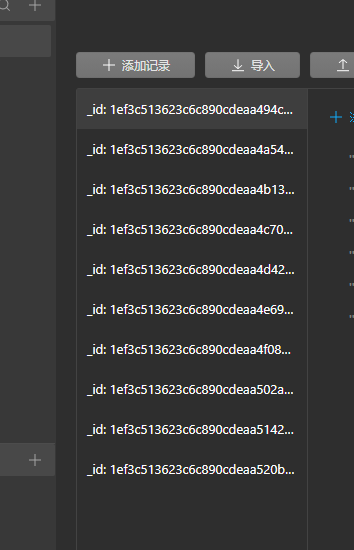 添加记录
导入
_id: 1ef3c513623c6c890cdeaa494c...
_id: 1ef3c513623c6c890cdeaa4a54...
_id: 1ef3c513623c6c890cdeaa4b13...
_id: 1ef3c513623c6c890cdeaa4c70...
_id: 1ef3c513623c6c890cdeaa4d42...
_id: 1ef3c513623c6c890cdeaa4e69...
_id: 1ef3c513623c6c890cdeaa4f08...
_id: 1ef3c513623c6c890cdeaa502a...
_id: 1ef3c513623c6c890cdeaa5142...
_id: 1ef3c513623c6c890cdeaa520b...